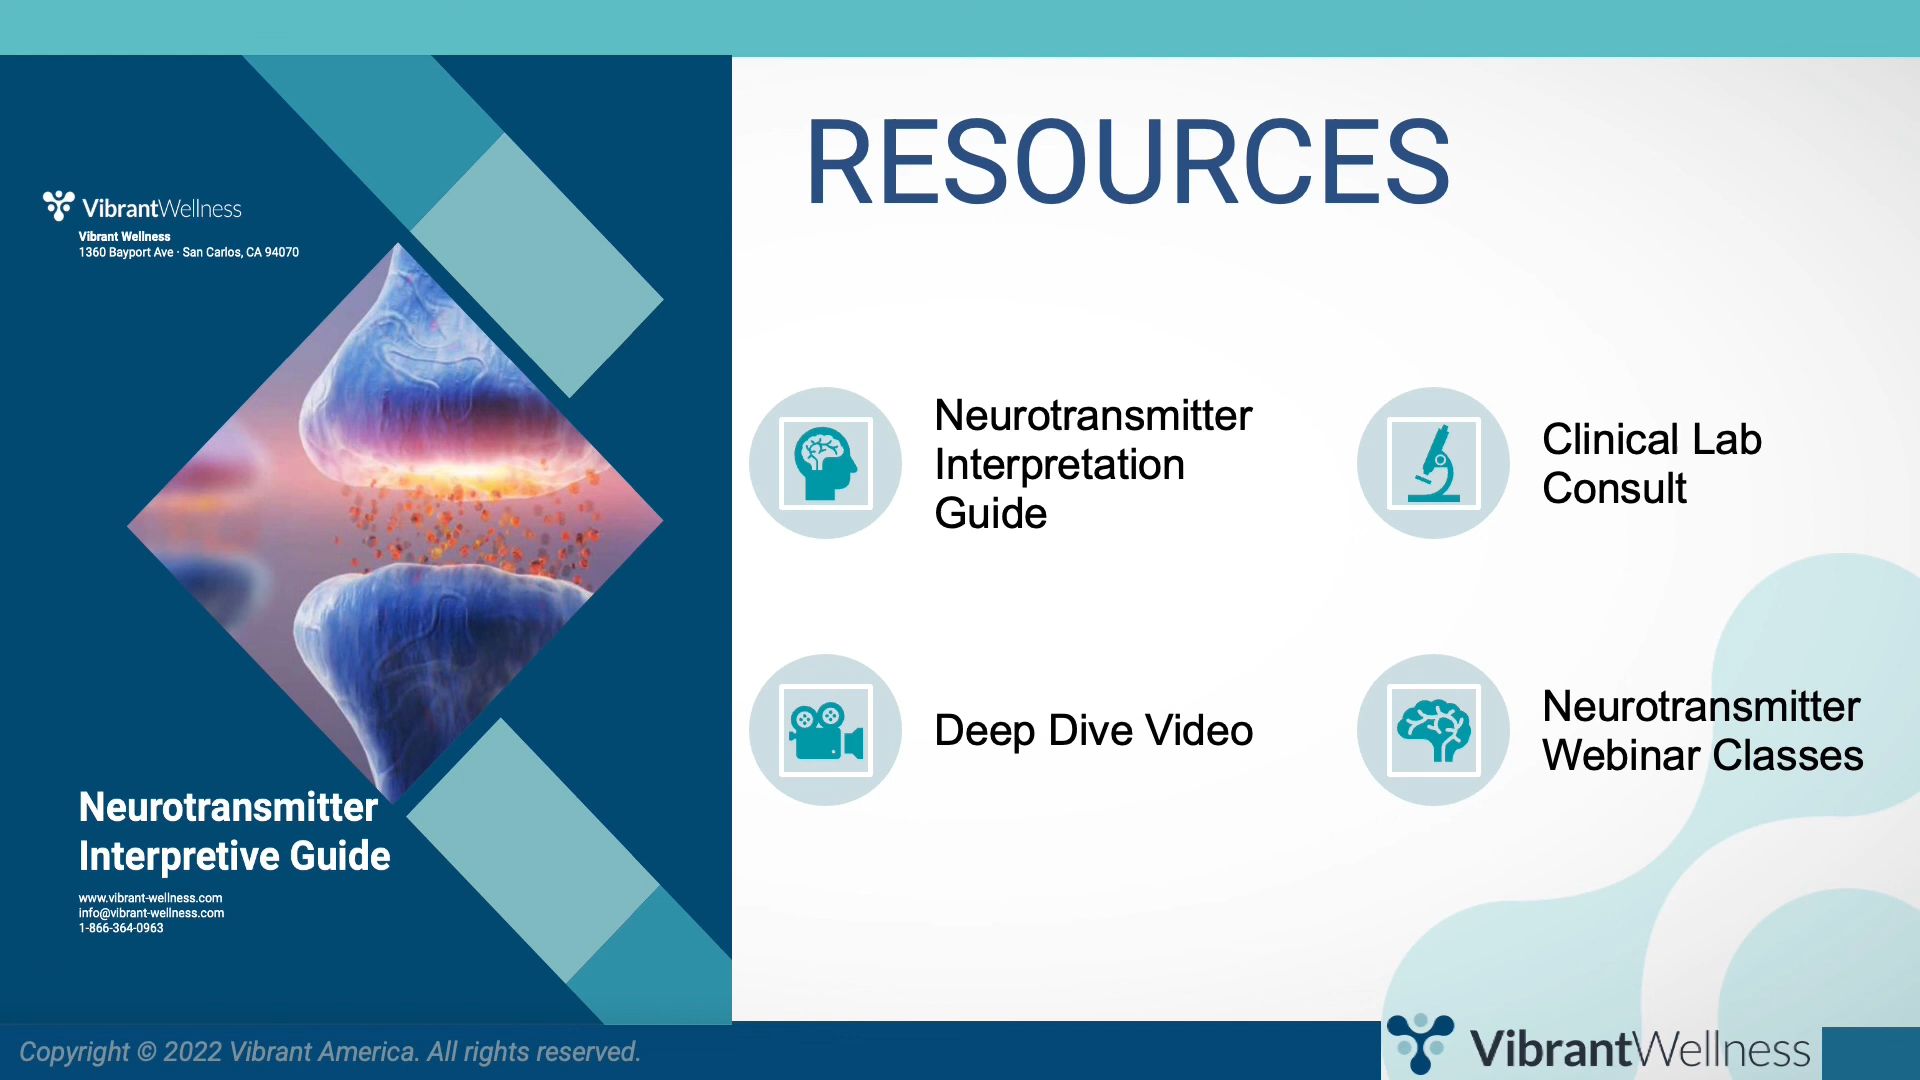 VibrantWellness
Vibrant Wellness
1360 Bayport Ave · San Carlos, CA 94070
Neurotransmitter
Interpretive Guide
www.vibrant-wellness.com
info@vibrant-wellness.com
1-866-364-0963
RESOURCES
Neurotransmitter
Interpretation
Guide
Clinical Lab
Consult
Deep Dive Video
Neurotransmitter
Webinar Classes
Copyright © 2022 Vibrant America. All rights reserved.
VibrantWellness